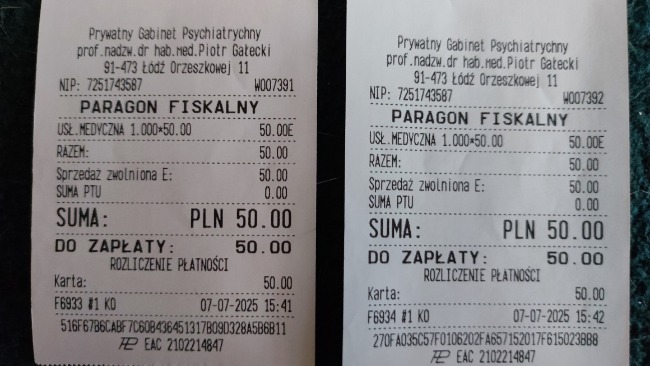 Prywatny Gabinet Psychiatryczny
prof.nadzw.dr hab.med.Piotr Gałecki
91-473 Łódź Orzeszkowej 11
NIP: 7251743587 W007391
PARAGON FISKALNY
USŁ.MEDYCZNA 1.000*50.00 50.00E
RAZEM: 50.00
Sprzedaż zwolniona E: 50.00
SUMA PTU 0.00
SUMA: PLN 50.00
DO ZAPŁATY: 50.00
ROZLICZENIE PŁATNOŚCI
Karta: 50.00
F6933 #1 KO 07-07-2025 15:41
516F67B6CABF7C60B436451317B09D328A5B6B11
EAC 2102214847
Prywatny Gabinet Psychiatryczny
prof.nadzw.dr hab.med.Piotr Gałecki
91-473 Łódź Orzeszkowej 11
NIP: 7251743587 W007392
PARAGON FISKALNY
USŁ.MEDYCZNA 1.000*50.00 50.00E
RAZEM: 50.00
Sprzedaż zwolniona E: 50.00
SUMA PTU 0.00
SUMA: PLN 50.00
DO ZAPŁATY: 50.00
ROZLICZENIE PŁATNOŚCI
Karta: 50.00
F6934 #1 KO 07-07-2025 15:42
270FA035C57F0106202FA657152017F615023BB8
EAC 2102214847